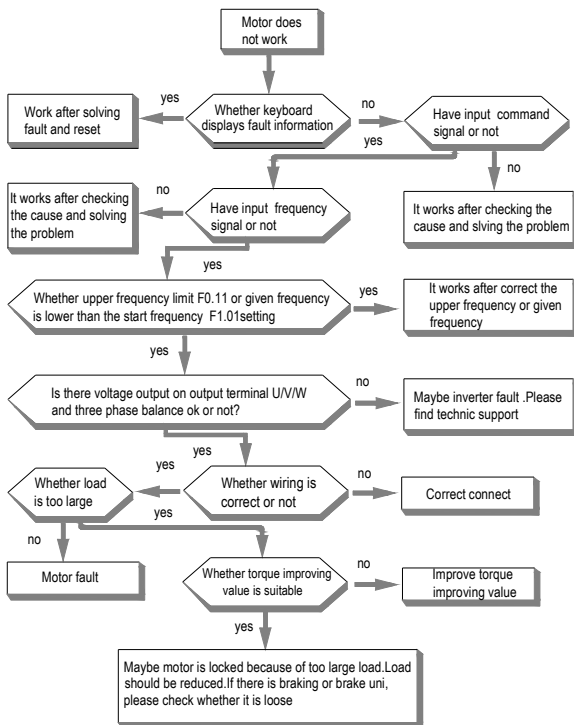 Motor does
not work
yes
no
Work after solving
fault and reset
Whether keyboard
displays fault information
Have input command
signal or not
yes
no
no
It works after checking
the cause and solving
the problem
Have input frequency
signal or not
It works after checking the
cause and slving the problem
yes
Whether upper frequency limit F0.11 or given frequency
is lower than the start frequency F1.01setting
yes
It works after correct the
upper frequency or given
frequency
yes
Is there voltage output on output terminal U/V/W
and three phase balance ok or not?
no
Maybe inverter fault .Please
find technic support
yes
Whether load
is too large
yes
Whether wiring is
correct or not
no
Correct connect
yes
no
Motor fault
Whether torque improving
value is suitable
no
Improve torque
improving value
yes
Maybe motor is locked because of too large load.Load
should be reduced.If there is braking or brake uni,
please check whether it is loose